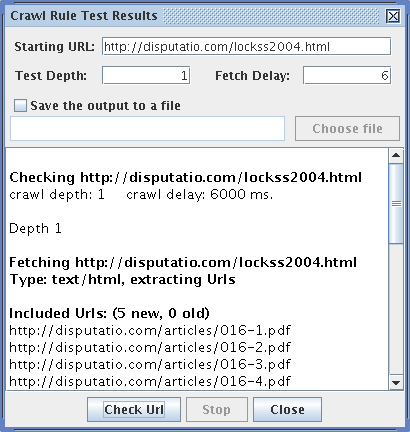 Crawl Rule Test Results
Starting URL: http://disputatio.com/lockss2004.html
Test Depth: 1 Fetch Delay: 6
Save the output to a file
Choose file
Checking http://disputatio.com/lockss2004.html
crawl depth: 1 crawl delay: 6000 ms.
Depth 1
Fetching http://disputatio.com/lockss2004.html
Type: text/html, extracting Urls
Included Urls: (5 new, 0 old)
http://disputatio.com/articles/016-1.pdf
http://disputatio.com/articles/016-2.pdf
http://disputatio.com/articles/016-3.pdf
http://disputatio.com/articles/016-4.pdf
Check Url Stop Close